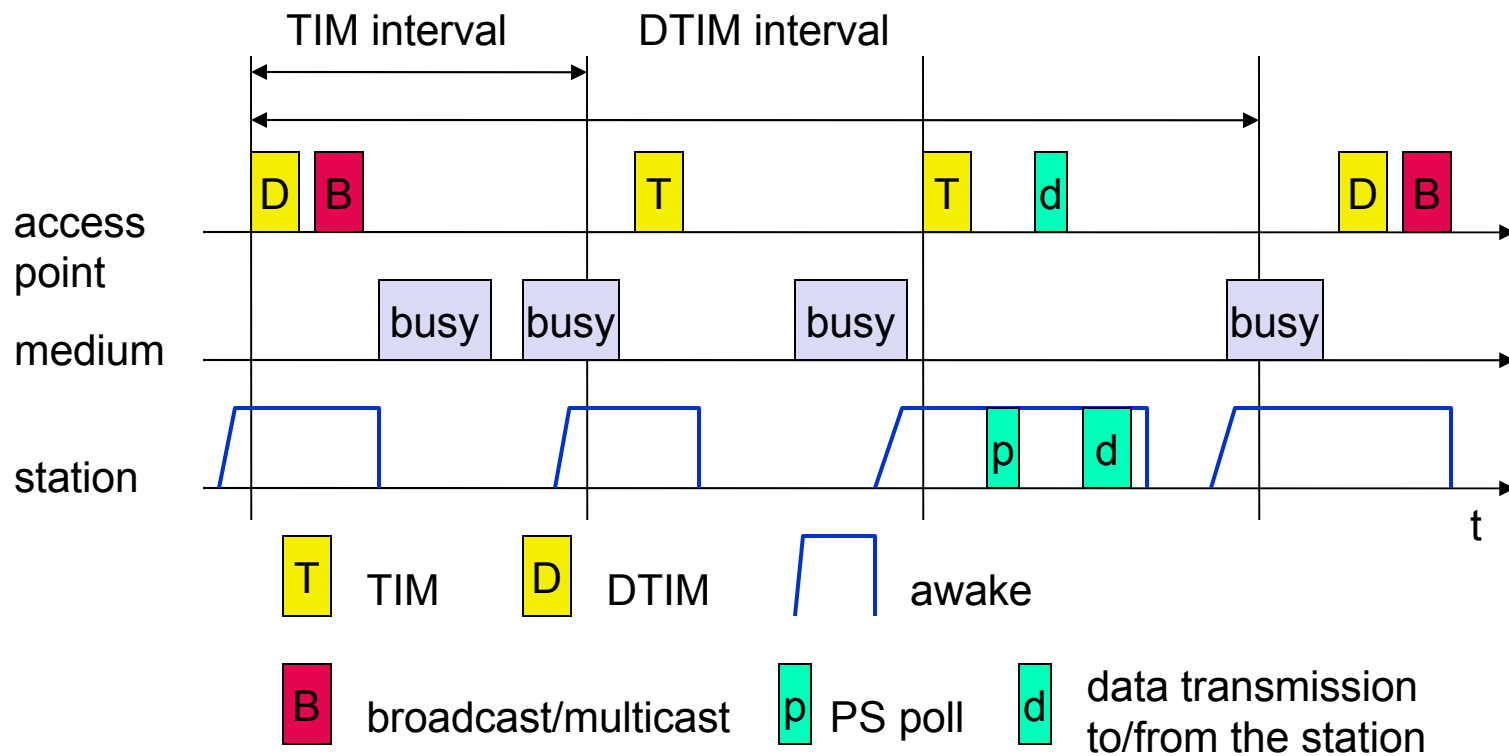 TIM interval DTIM interval
D B T T d D B
access
point
busy busy busy busy
medium
p d
station
t
T TIM D DTIM awake
B broadcast/multicast p PS poll d data transmission
to/from the station